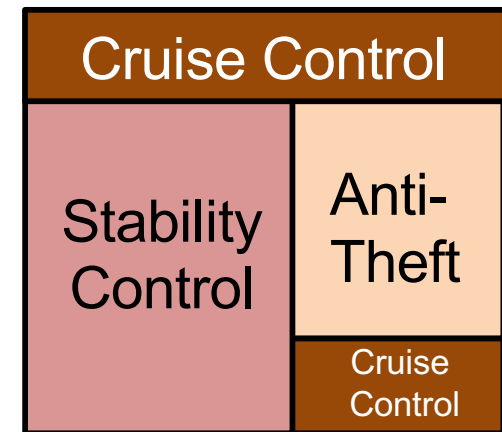 Cruise Control
Stability
Control
Anti-
Theft
Cruise
Control